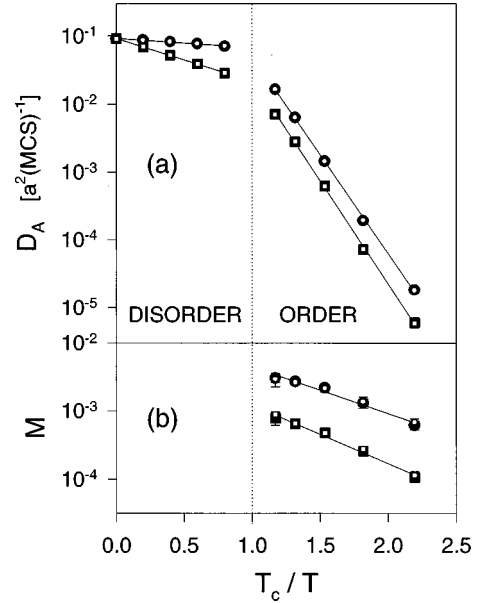 10⁻¹
10⁻²
10⁻³
10⁻⁴
10⁻⁵
D_A [a²(MCS)⁻¹]
(a)
DISORDER ORDER
10⁻²
10⁻³
10⁻⁴
M
(b)
0.0 0.5 1.0 1.5 2.0 2.5
T_c / T